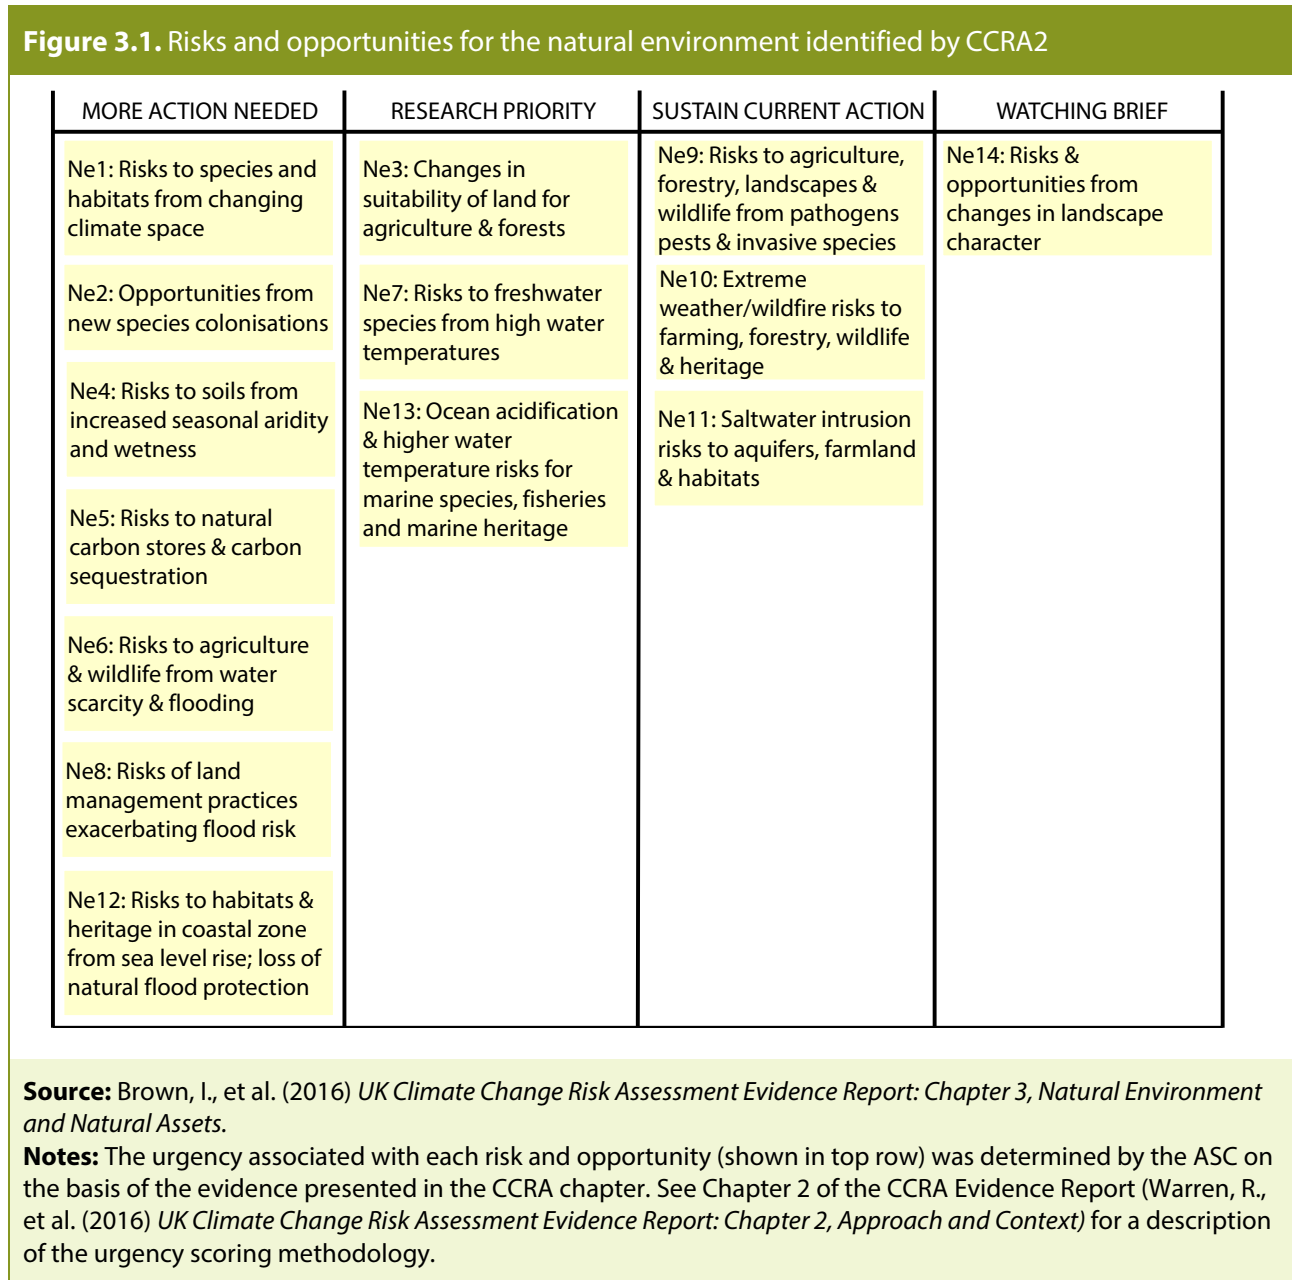 Figure 3.1. Risks and opportunities for the natural environment identified by CCRA2
MORE ACTION NEEDED
RESEARCH PRIORITY
SUSTAIN CURRENT ACTION
WATCHING BRIEF
Ne1: Risks to species and
habitats from changing
climate space
Ne2: Opportunities from
new species colonisations
Ne4: Risks to soils from
increased seasonal aridity
and wetness
Ne5: Risks to natural
carbon stores & carbon
sequestration
Ne6: Risks to agriculture
& wildlife from water
scarcity & flooding
Ne8: Risks of land
management practices
exacerbating flood risk
Ne12: Risks to habitats &
heritage in coastal zone
from sea level rise; loss of
natural flood protection
Ne3: Changes in
suitability of land for
agriculture & forests
Ne7: Risks to freshwater
species from high water
temperatures
Ne13: Ocean acidification
& higher water
temperature risks for
marine species, fisheries
and marine heritage
Ne9: Risks to agriculture,
forestry, landscapes &
wildlife from pathogens
pests & invasive species
Ne10: Extreme
weather/wildfire risks to
farming, forestry, wildlife
& heritage
Ne11: Saltwater intrusion
risks to aquifers, farmland
& habitats
Ne14: Risks &
opportunities from
changes in landscape
character
Source: Brown, I., et al. (2016) UK Climate Change Risk Assessment Evidence Report: Chapter 3, Natural Environment
and Natural Assets.
Notes: The urgency associated with each risk and opportunity (shown in top row) was determined by the ASC on
the basis of the evidence presented in the CCRA chapter. See Chapter 2 of the CCRA Evidence Report (Warren, R.,
et al. (2016) UK Climate Change Risk Assessment Evidence Report: Chapter 2, Approach and Context) for a description
of the urgency scoring methodology.